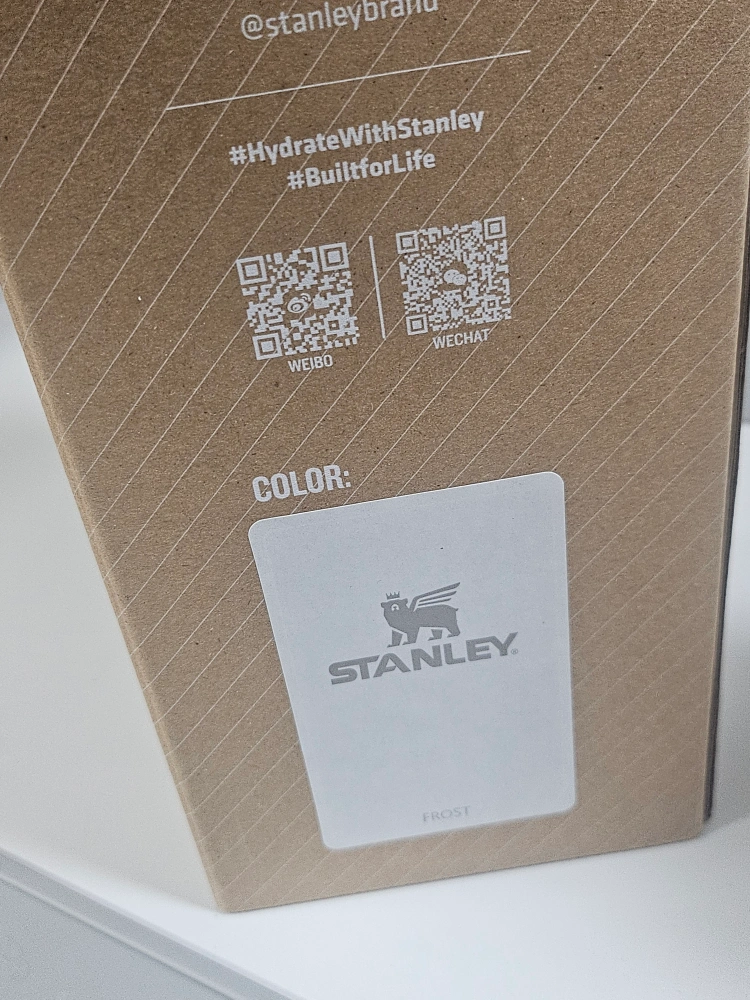 @stanleybrand
#HydrateWithStanley
#BuiltforLife
WEIBO
WECHAT
COLOR:
STANLEY®
FROST